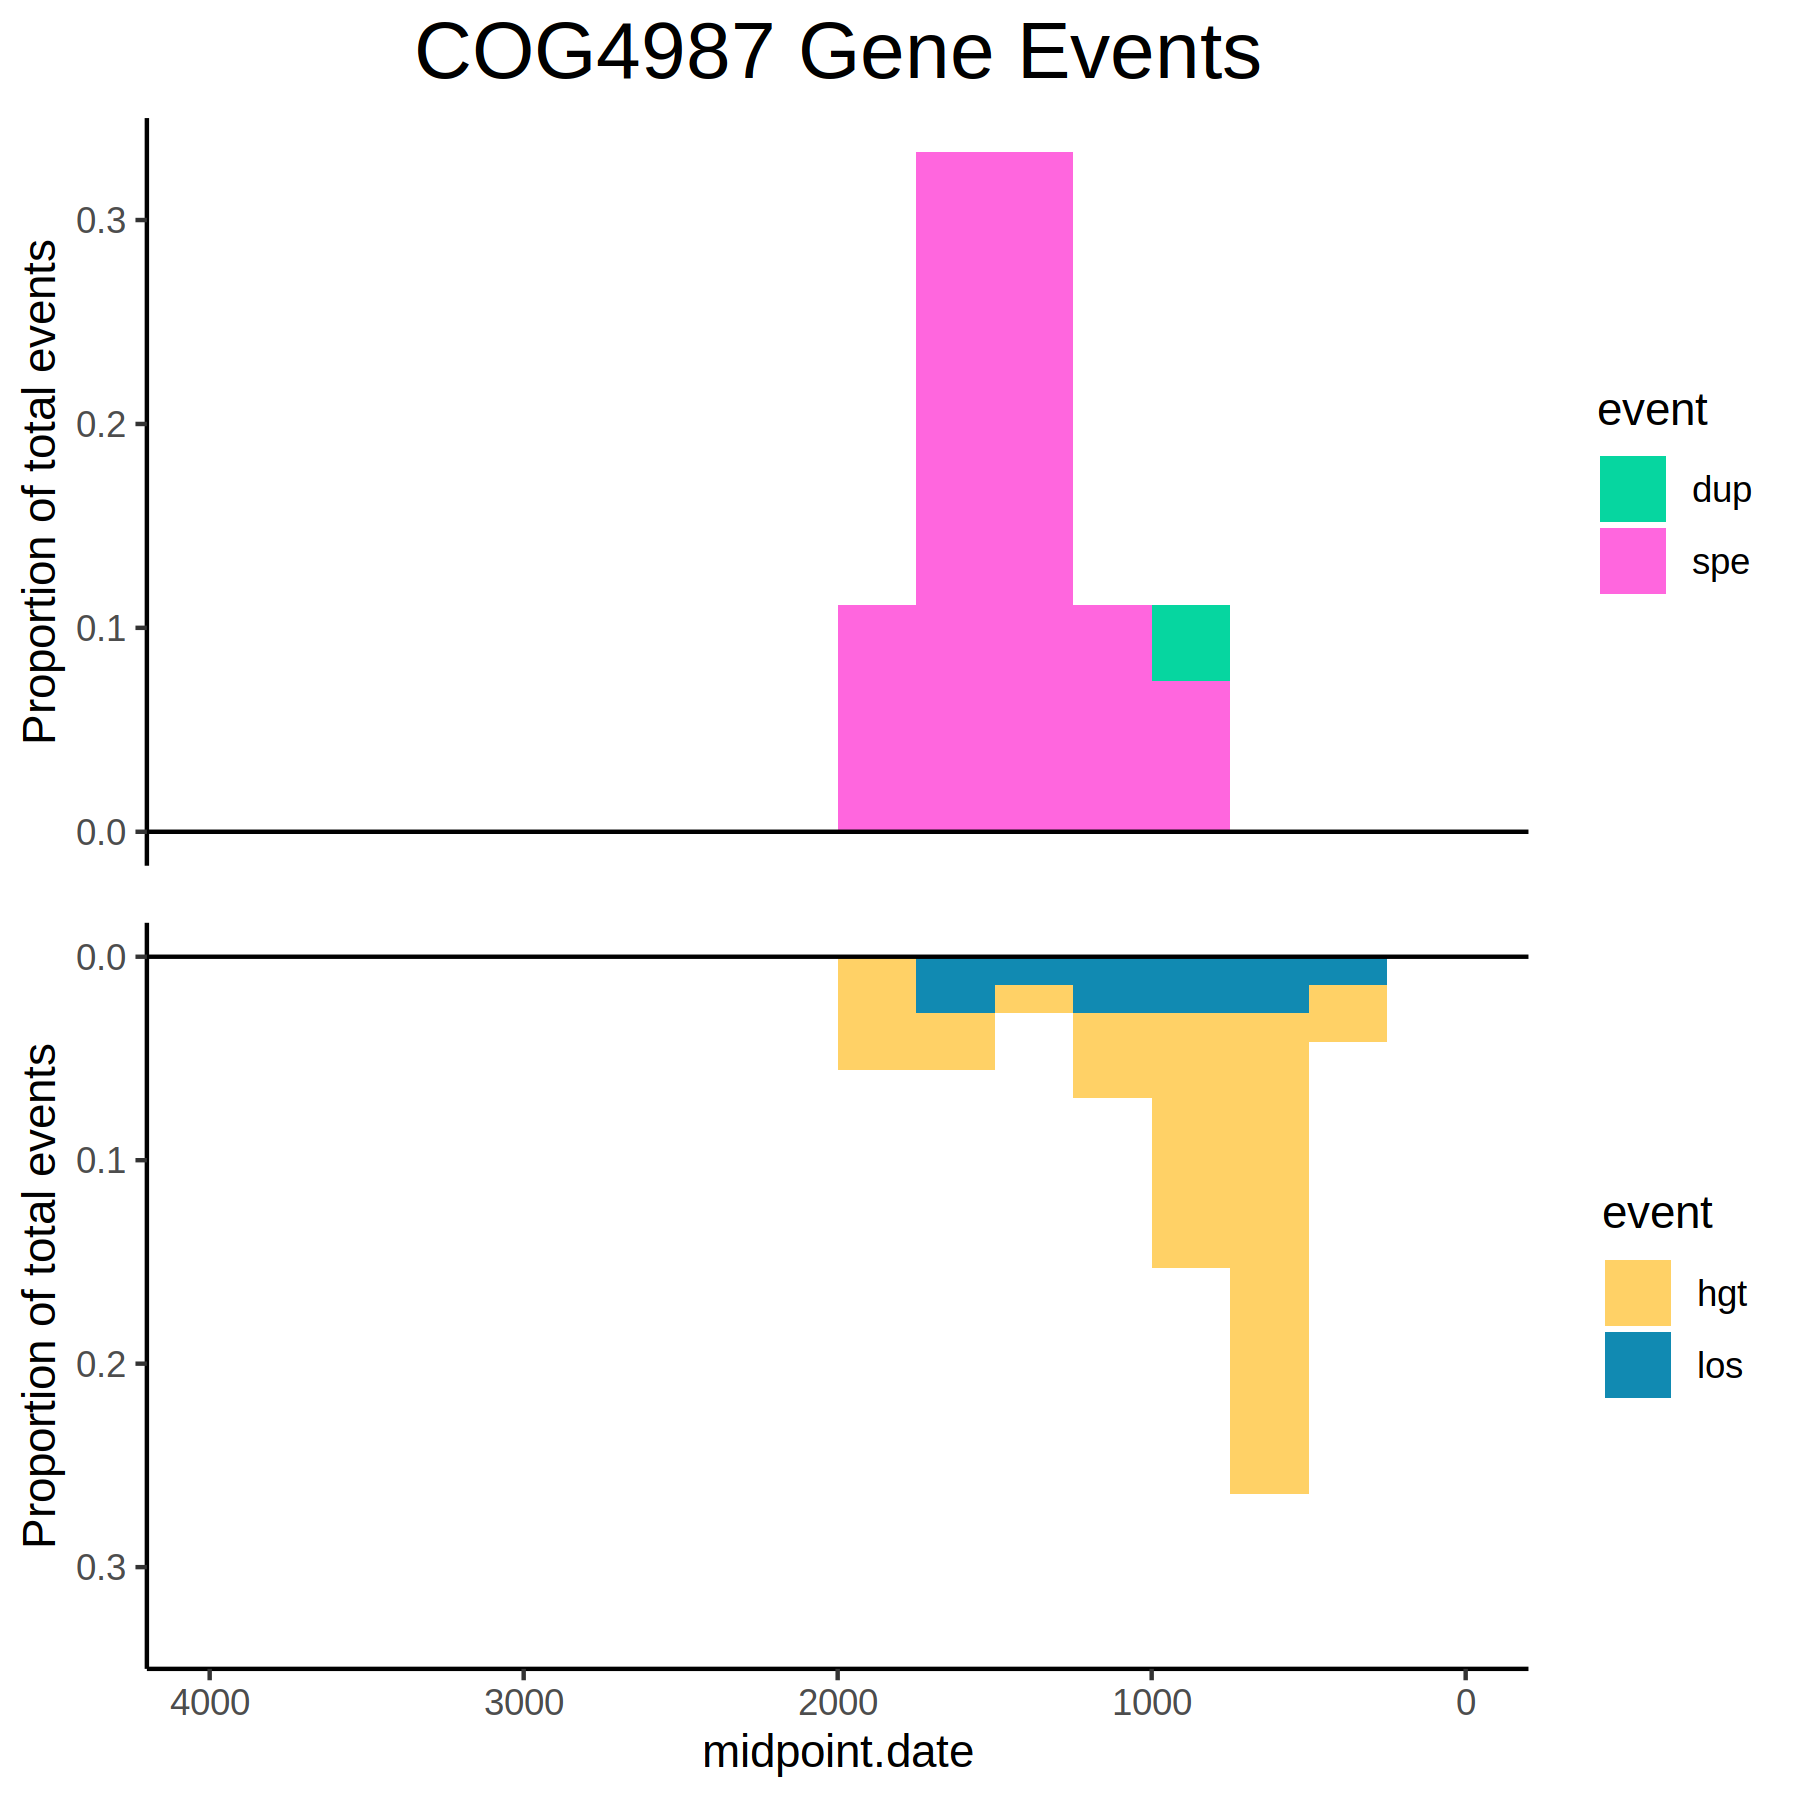 COG4987 Gene Events
Proportion of total events
0.3
0.2
0.1
0.0
event
dup
spe
Proportion of total events
0.0
0.1
0.2
0.3
event
hgt
los
4000 3000 2000 1000 0
midpoint.date